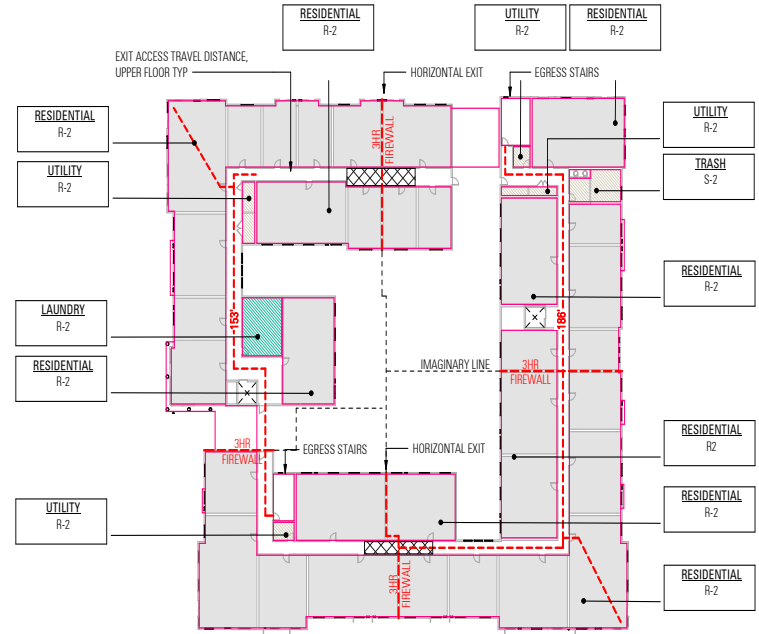 RESIDENTIAL
R-2
UTILITY
R-2
RESIDENTIAL
R-2
EXIT ACCESS TRAVEL DISTANCE,
UPPER FLOOR TYP
HORIZONTAL EXIT
EGRESS STAIRS
RESIDENTIAL
R-2
UTILITY
R-2
UTILITY
R-2
TRASH
S-2
3HR
FIREWALL
RESIDENTIAL
R-2
LAUNDRY
R-2
153'
186'
RESIDENTIAL
R-2
IMAGINARY LINE
3HR
FIREWALL
3HR
FIREWALL
EGRESS STAIRS
HORIZONTAL EXIT
RESIDENTIAL
R2
UTILITY
R-2
RESIDENTIAL
R-2
3HR
FIREWALL
RESIDENTIAL
R-2